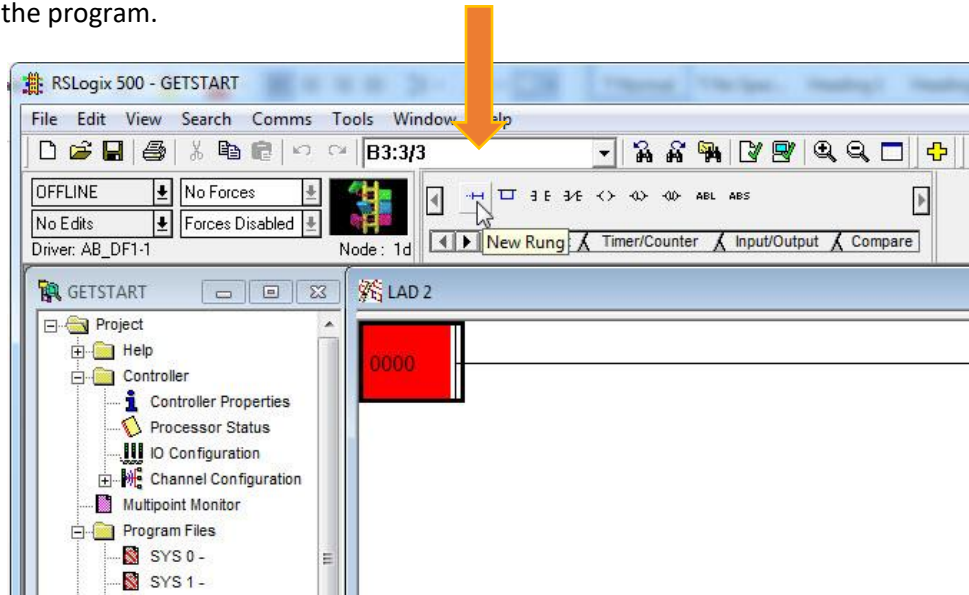 the program.
RSLogix 500 - GETSTART
File Edit View Search Comms Tools Window Help
B3:3/3
OFFLINE No Forces
No Edits Forces Disabled
Driver: AB_DF1-1 Node: 1d
ABL ABS
New Rung Timer/Counter Input/Output Compare
GETSTART
LAD 2
Project
Help
Controller
Controller Properties
Processor Status
IO Configuration
Channel Configuration
Multipoint Monitor
Program Files
SYS 0 -
SYS 1 -
0000